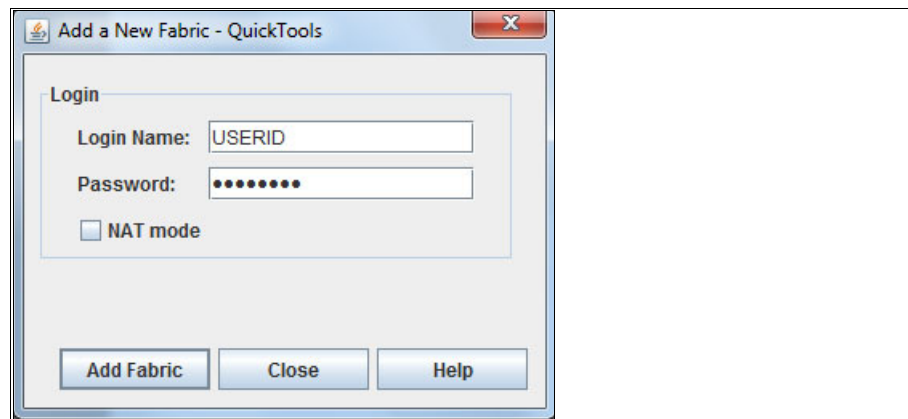 Add a New Fabric - QuickTools
Login
Login Name: USERID
Password: ••••••••
NAT mode
Add Fabric Close Help